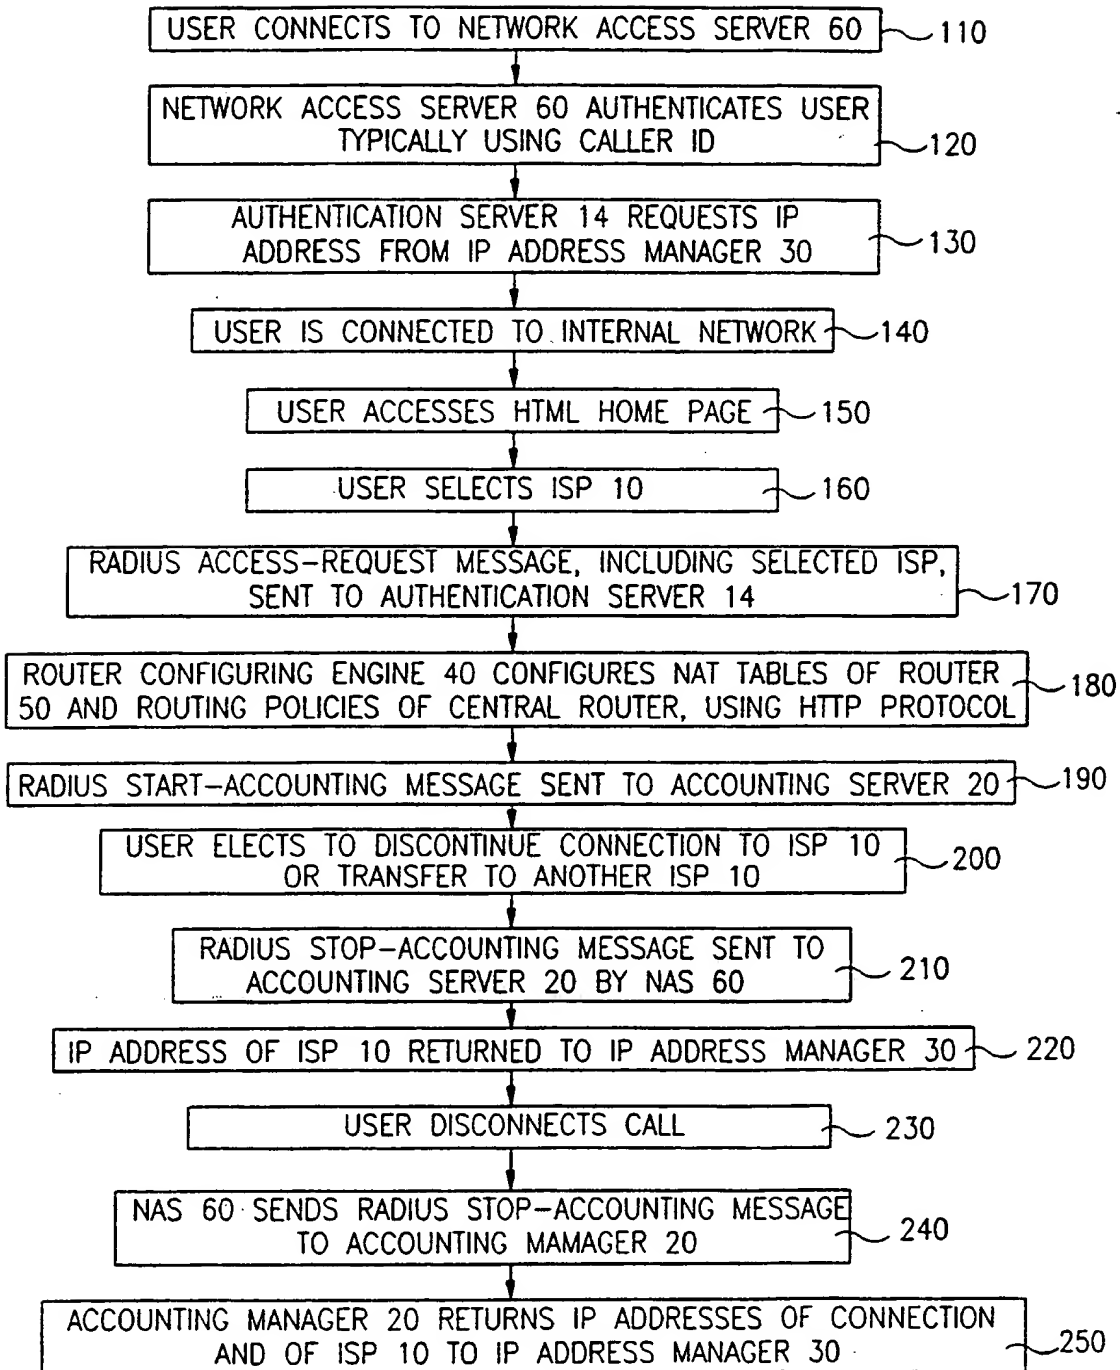 USER CONNECTS TO NETWORK ACCESS SERVER 60
110
NETWORK ACCESS SERVER 60 AUTHENTICATES USER
TYPICALLY USING CALLER ID
120
AUTHENTICATION SERVER 14 REQUESTS IP
ADDRESS FROM IP ADDRESS MANAGER 30
130
USER IS CONNECTED TO INTERNAL NETWORK
140
USER ACCESSES HTML HOME PAGE
150
USER SELECTS ISP 10
160
RADIUS ACCESS-REQUEST MESSAGE, INCLUDING SELECTED ISP,
SENT TO AUTHENTICATION SERVER 14
170
ROUTER CONFIGURING ENGINE 40 CONFIGURES NAT TABLES OF ROUTER
50 AND ROUTING POLICIES OF CENTRAL ROUTER, USING HTTP PROTOCOL
180
RADIUS START-ACCOUNTING MESSAGE SENT TO ACCOUNTING SERVER 20
190
USER ELECTS TO DISCONTINUE CONNECTION TO ISP 10
OR TRANSFER TO ANOTHER ISP 10
200
RADIUS STOP-ACCOUNTING MESSAGE SENT TO
ACCOUNTING SERVER 20 BY NAS 60
210
IP ADDRESS OF ISP 10 RETURNED TO IP ADDRESS MANAGER 30
220
USER DISCONNECTS CALL
230
NAS 60 SENDS RADIUS STOP-ACCOUNTING MESSAGE
TO ACCOUNTING MAMAGER 20
240
ACCOUNTING MANAGER 20 RETURNS IP ADDRESSES OF CONNECTION
AND OF ISP 10 TO IP ADDRESS MANAGER 30
250